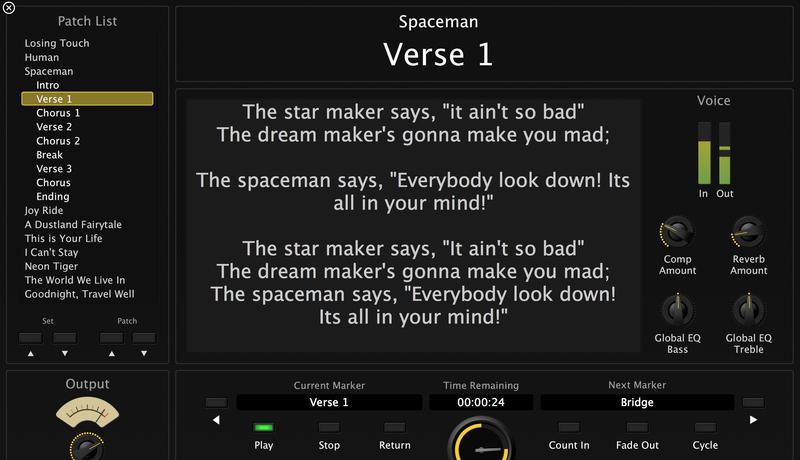 Patch List
Losing Touch
Human
Spaceman
Intro
Verse 1
Chorus 1
Verse 2
Chorus 2
Break
Verse 3
Chorus
Ending
Joy Ride
A Dustland Fairytale
This is Your Life
I Can't Stay
Neon Tiger
The World We Live In
Goodnight, Travel Well
Set
Patch
Spaceman
Verse 1
The star maker says, "it ain't so bad"
The dream maker's gonna make you mad;
The spaceman says, "Everybody look down! Its
all in your mind!"
The star maker says, "It ain't so bad"
The dream maker's gonna make you mad;
The spaceman says, "Everybody look down!
Its all in your mind!"
Voice
In Out
Comp
Amount
Reverb
Amount
Global EQ
Bass
Global EQ
Treble
Output
Current Marker
Verse 1
Time Remaining
00:00:24
Next Marker
Bridge
Play
Stop
Return
Count In
Fade Out
Cycle